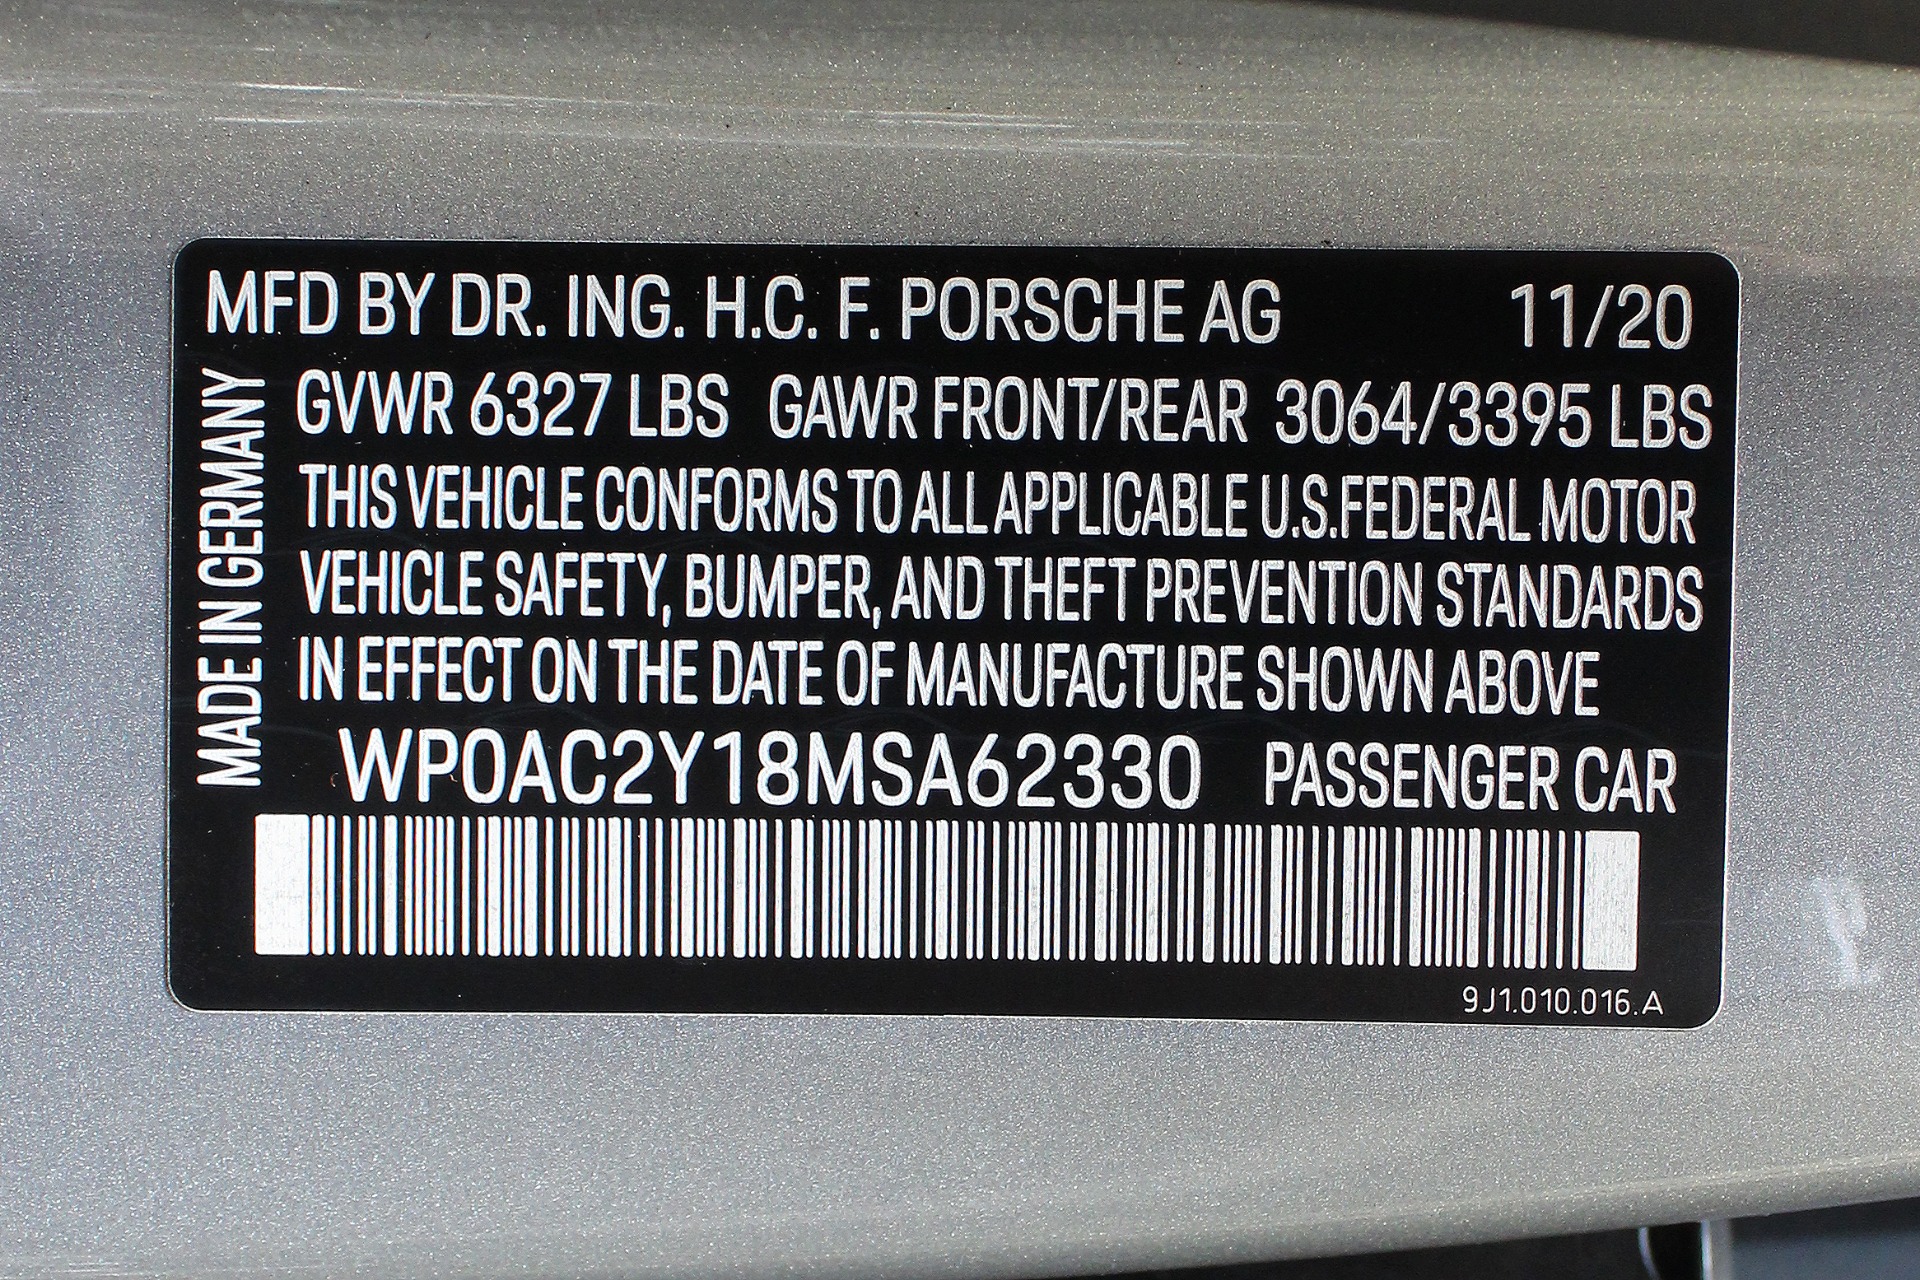 MFD BY DR. ING. H.C. F. PORSCHE AG 11/20
MADE IN GERMANY
GVWR 6327 LBS GAWR FRONT/REAR 3064/3395 LBS
THIS VEHICLE CONFORMS TO ALL APPLICABLE U.S.FEDERAL MOTOR
VEHICLE SAFETY, BUMPER, AND THEFT PREVENTION STANDARDS
IN EFFECT ON THE DATE OF MANUFACTURE SHOWN ABOVE
WP0AC2Y18MSA62330 PASSENGER CAR
9J1.010.016.A